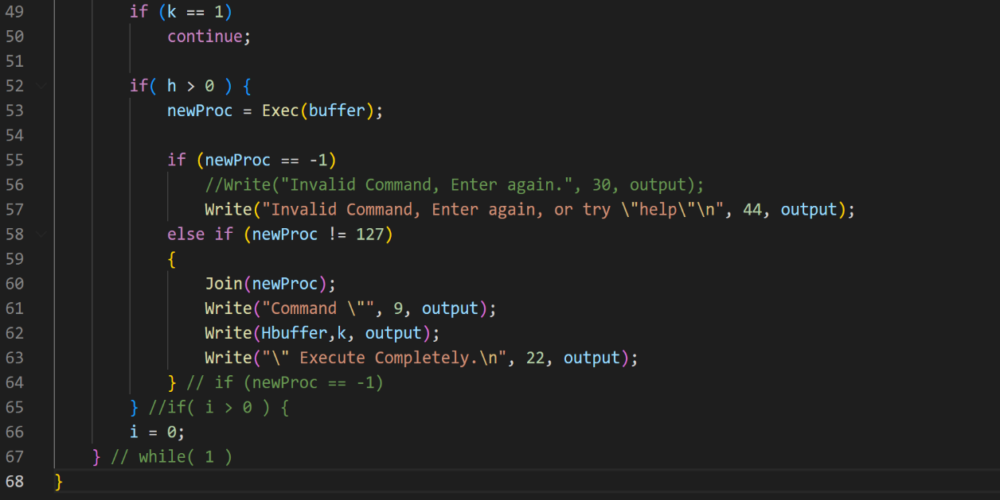 49 if (k == 1)
50 continue;
51
52 if( h > 0 ) {
53 newProc = Exec(buffer);
54
55 if (newProc == -1)
56 //Write("Invalid Command, Enter again.", 30, output);
57 Write("Invalid Command, Enter again, or try \"help\"\n", 44, output);
58 else if (newProc != 127)
59 {
60 Join(newProc);
61 Write("Command \"", 9, output);
62 Write(Hbuffer,k, output);
63 Write("\" Execute Completely.\n", 22, output);
64 } // if (newProc == -1)
65 } //if( i > 0 ) {
66 i = 0;
67 } // while( 1 )
68 }